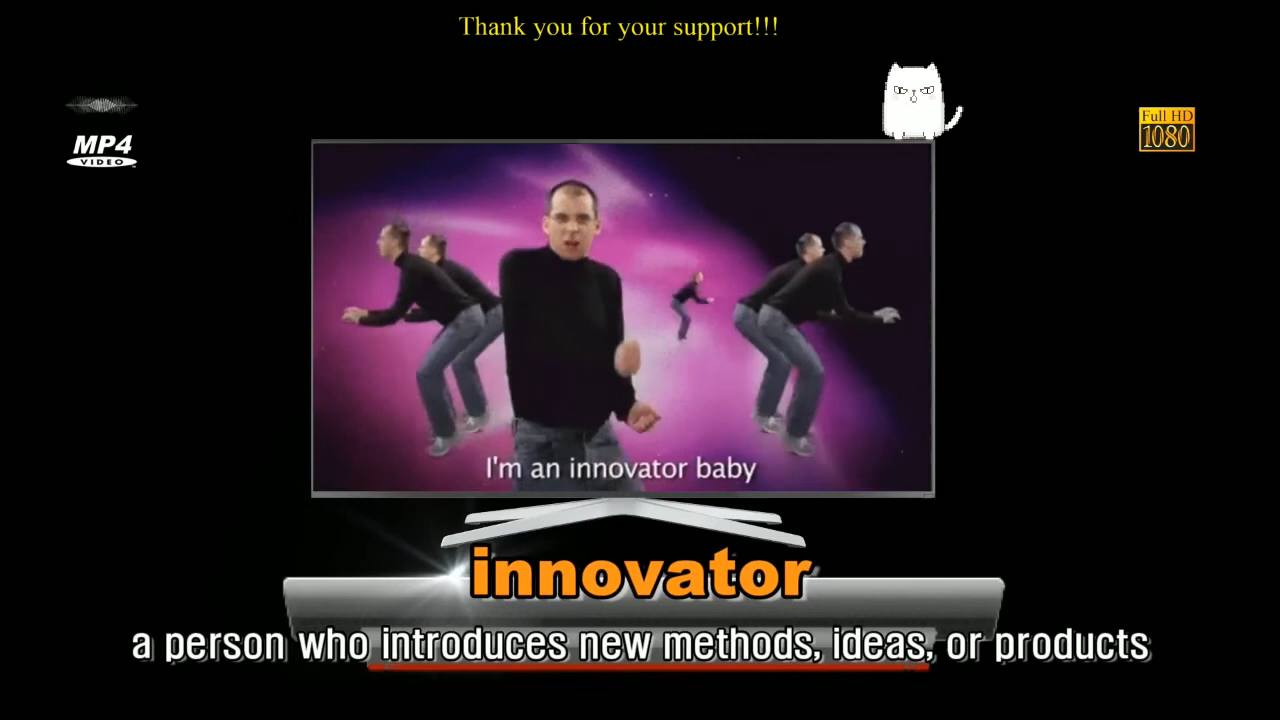 Thank you for your support!!!
MP4
VIDEO
Full HD
1080
I'm an innovator baby
innovator
a person who introduces new methods, ideas, or products